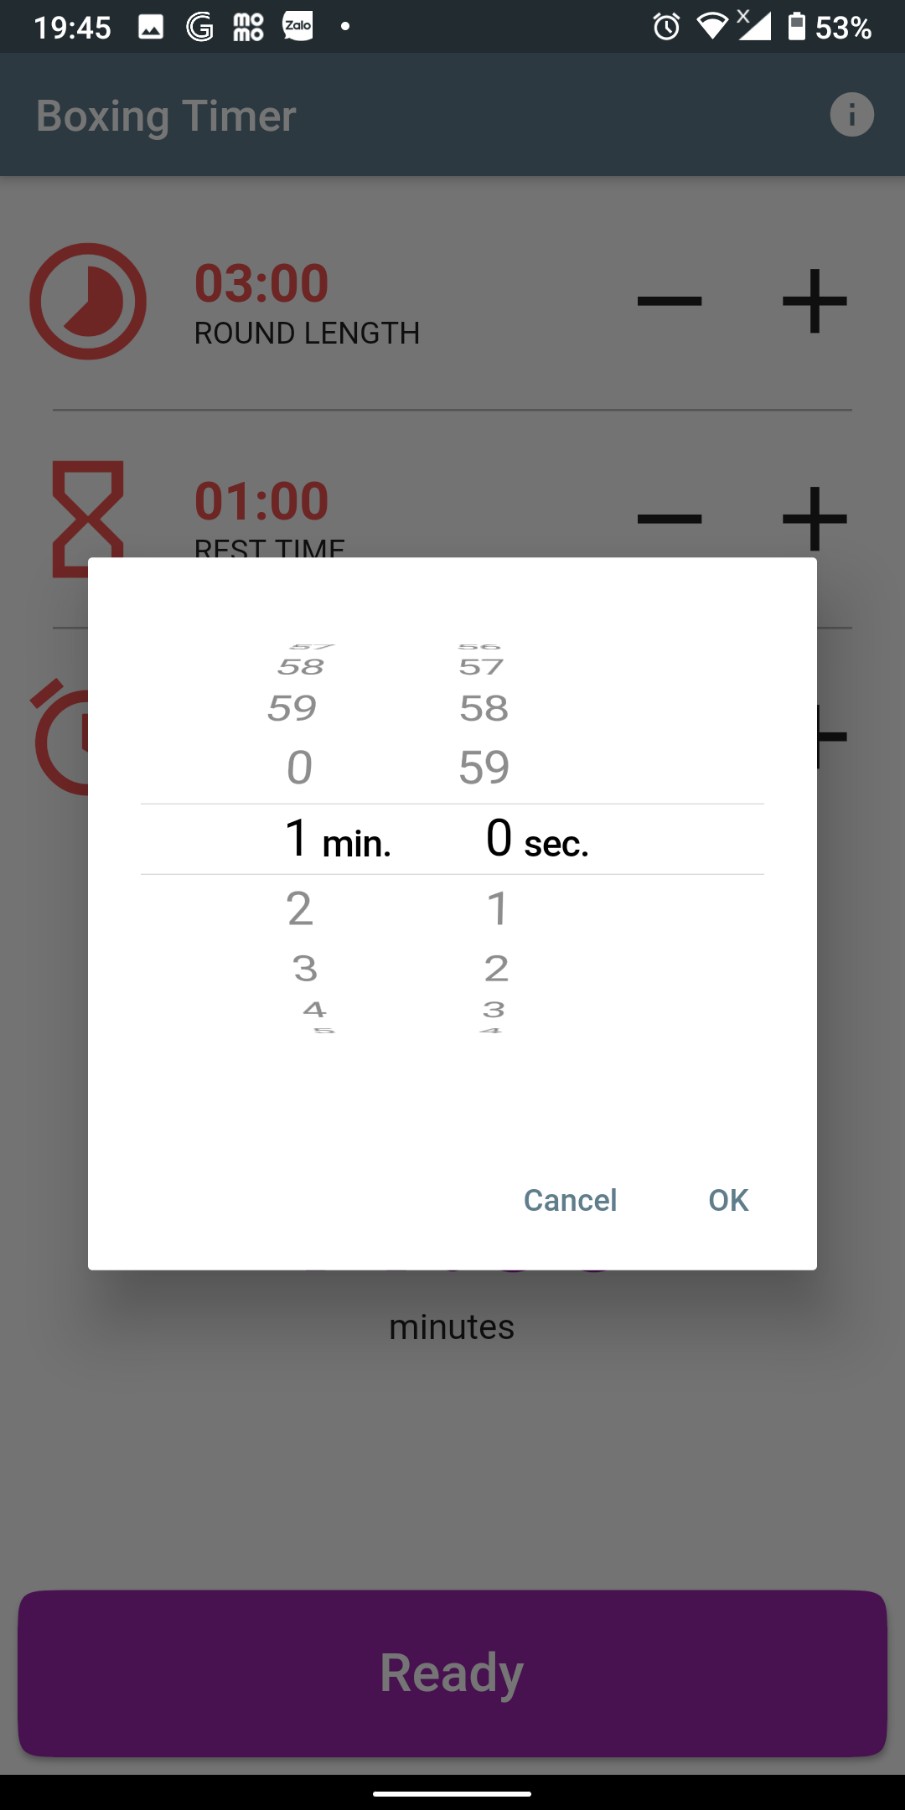 19:45 G MO MO Zalo 53%
Boxing Timer
03:00
ROUND LENGTH
01:00
REST TIME
57 56
58 57
59 58
0 59
1 min. 0 sec.
2 1
3 2
4 3
5 4
Cancel OK
minutes
Ready